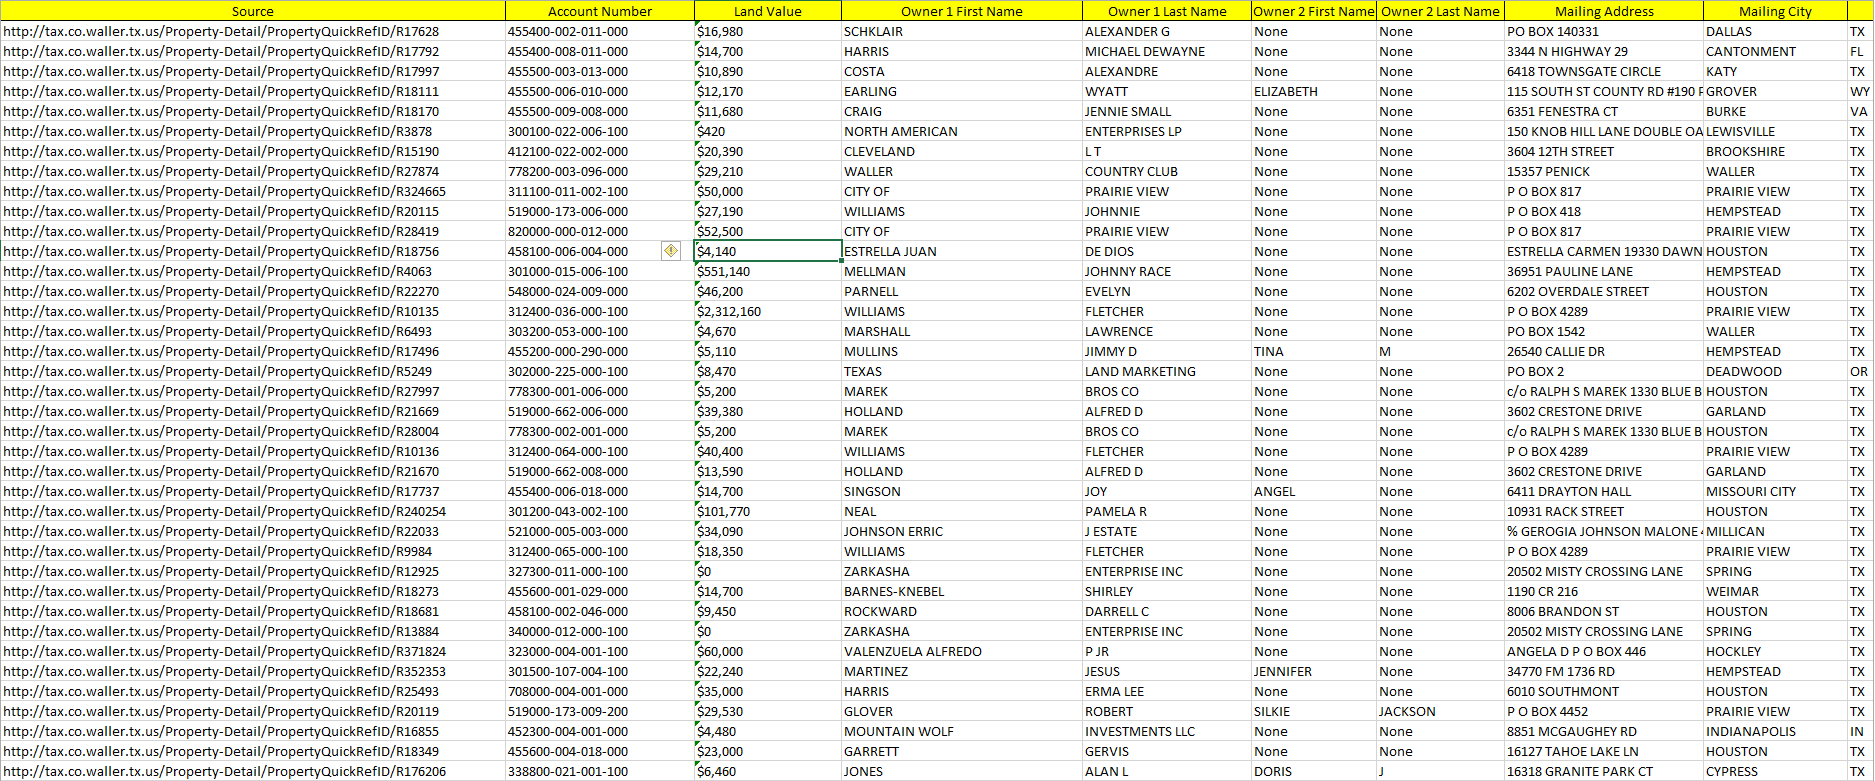 Source Account Number Land Value Owner 1 First Name Owner 1 Last Name Owner 2 First Name Owner 2 Last Name Mailing Address Mailing City
http://tax.co.waller.tx.us/Property-Detail/PropertyQuickRefID/R17628 455400-002-011-000 $16,980 SCHKLAIR ALEXANDER G None None PO BOX 140331 DALLAS TX
http://tax.co.waller.tx.us/Property-Detail/PropertyQuickRefID/R17792 455400-008-011-000 $14,700 HARRIS MICHAEL DEWAYNE None None 3344 N HIGHWAY 29 CANTONMENT FL
http://tax.co.waller.tx.us/Property-Detail/PropertyQuickRefID/R17997 455500-003-013-000 $10,890 COSTA ALEXANDRE None None 6418 TOWNSGATE CIRCLE KATY TX
http://tax.co.waller.tx.us/Property-Detail/PropertyQuickRefID/R18111 455500-006-010-000 $12,170 EARLING WYATT ELIZABETH None 115 SOUTH ST COUNTY RD #190 GROVER WY
http://tax.co.waller.tx.us/Property-Detail/PropertyQuickRefID/R18170 455500-009-008-000 $11,680 CRAIG JENNIE SMALL None None 6351 FENESTRA CT BURKE VA
http://tax.co.waller.tx.us/Property-Detail/PropertyQuickRefID/R3878 300100-022-006-100 $420 NORTH AMERICAN ENTERPRISES LP None None 150 KNOB HILL LANE DOUBLE OA LEWISVILLE TX
http://tax.co.waller.tx.us/Property-Detail/PropertyQuickRefID/R15190 412100-022-002-000 $20,390 CLEVELAND L T None None 3604 12TH STREET BROOKSHIRE TX
http://tax.co.waller.tx.us/Property-Detail/PropertyQuickRefID/R27874 778200-003-096-000 $29,210 WALLER COUNTRY CLUB None None 15357 PENICK WALLER TX
http://tax.co.waller.tx.us/Property-Detail/PropertyQuickRefID/R324665 311100-011-002-100 $50,000 CITY OF PRAIRIE VIEW None None P O BOX 817 PRAIRIE VIEW TX
http://tax.co.waller.tx.us/Property-Detail/PropertyQuickRefID/R20115 519000-173-006-000 $27,190 WILLIAMS JOHNNIE None None P O BOX 418 HEMPSTEAD TX
http://tax.co.waller.tx.us/Property-Detail/PropertyQuickRefID/R28419 820000-000-012-000 $52,500 CITY OF PRAIRIE VIEW None None P O BOX 817 PRAIRIE VIEW TX
http://tax.co.waller.tx.us/Property-Detail/PropertyQuickRefID/R18756 458100-006-004-000 $4,140 ESTRELLA JUAN DE DIOS None None ESTRELLA CARMEN 19330 DAWN HOUSTON TX
http://tax.co.waller.tx.us/Property-Detail/PropertyQuickRefID/R4063 301000-015-006-100 $551,140 MELLMAN JOHNNY RACE None None 36951 PAULINE LANE HEMPSTEAD TX
http://tax.co.waller.tx.us/Property-Detail/PropertyQuickRefID/R22270 548000-024-009-000 $46,200 PARNELL EVELYN None None 6202 OVERDALE STREET HOUSTON TX
http://tax.co.waller.tx.us/Property-Detail/PropertyQuickRefID/R10135 312400-036-000-100 $2,312,160 WILLIAMS FLETCHER None None P O BOX 4289 PRAIRIE VIEW TX
http://tax.co.waller.tx.us/Property-Detail/PropertyQuickRefID/R6493 303200-053-000-100 $4,670 MARSHALL LAWRENCE None None PO BOX 1542 WALLER TX
http://tax.co.waller.tx.us/Property-Detail/PropertyQuickRefID/R17496 455200-000-290-000 $5,110 MULLINS JIMMY D TINA M 26540 CALLIE DR HEMPSTEAD TX
http://tax.co.waller.tx.us/Property-Detail/PropertyQuickRefID/R5249 302000-225-000-100 $8,470 TEXAS LAND MARKETING None None PO BOX 2 DEADWOOD OR
http://tax.co.waller.tx.us/Property-Detail/PropertyQuickRefID/R27997 778300-001-006-000 $5,200 MAREK BROS CO None None c/o RALPH S MAREK 1330 BLUE B HOUSTON TX
http://tax.co.waller.tx.us/Property-Detail/PropertyQuickRefID/R21669 519000-662-006-000 $39,380 HOLLAND ALFRED D None None 3602 CRESTONE DRIVE GARLAND TX
http://tax.co.waller.tx.us/Property-Detail/PropertyQuickRefID/R28004 778300-002-001-000 $5,200 MAREK BROS CO None None c/o RALPH S MAREK 1330 BLUE B HOUSTON TX
http://tax.co.waller.tx.us/Property-Detail/PropertyQuickRefID/R10136 312400-064-000-100 $40,400 WILLIAMS FLETCHER None None P O BOX 4289 PRAIRIE VIEW TX
http://tax.co.waller.tx.us/Property-Detail/PropertyQuickRefID/R21670 519000-662-008-000 $13,590 HOLLAND ALFRED D None None 3602 CRESTONE DRIVE GARLAND TX
http://tax.co.waller.tx.us/Property-Detail/PropertyQuickRefID/R17737 455400-006-018-000 $14,700 SINGSON JOY ANGEL None 6411 DRAYTON HALL MISSOURI CITY TX
http://tax.co.waller.tx.us/Property-Detail/PropertyQuickRefID/R240254 301200-043-002-100 $101,770 NEAL PAMELA R None None 10931 RACK STREET HOUSTON TX
http://tax.co.waller.tx.us/Property-Detail/PropertyQuickRefID/R22033 521000-005-003-000 $34,090 JOHNSON ERRIC J ESTATE None None % GEROGIA JOHNSON MALONE MILLICAN TX
http://tax.co.waller.tx.us/Property-Detail/PropertyQuickRefID/R9984 312400-065-000-100 $18,350 WILLIAMS FLETCHER None None P O BOX 4289 PRAIRIE VIEW TX
http://tax.co.waller.tx.us/Property-Detail/PropertyQuickRefID/R12925 327300-011-000-100 $0 ZARKASHA ENTERPRISE INC None None 20502 MISTY CROSSING LANE SPRING TX
http://tax.co.waller.tx.us/Property-Detail/PropertyQuickRefID/R18273 455600-001-029-000 $14,700 BARNES-KNEBEL SHIRLEY None None 1190 CR 216 WEIMAR TX
http://tax.co.waller.tx.us/Property-Detail/PropertyQuickRefID/R18681 458100-002-046-000 $9,450 ROCKWARD DARRELL C None None 8006 BRANDON ST HOUSTON TX
http://tax.co.waller.tx.us/Property-Detail/PropertyQuickRefID/R13884 340000-012-000-100 $0 ZARKASHA ENTERPRISE INC None None 20502 MISTY CROSSING LANE SPRING TX
http://tax.co.waller.tx.us/Property-Detail/PropertyQuickRefID/R371824 323000-004-001-100 $60,000 VALENZUELA ALFREDO P JR None None ANGELA D P O BOX 446 HOCKLEY TX
http://tax.co.waller.tx.us/Property-Detail/PropertyQuickRefID/R352353 301500-107-004-100 $22,240 MARTINEZ JESUS JENNIFER None 34770 FM 1736 RD HEMPSTEAD TX
http://tax.co.waller.tx.us/Property-Detail/PropertyQuickRefID/R25493 708000-004-001-000 $35,000 HARRIS ERMA LEE None None 6010 SOUTHMONT HOUSTON TX
http://tax.co.waller.tx.us/Property-Detail/PropertyQuickRefID/R20119 519000-173-009-200 $29,530 GLOVER ROBERT SILKIE JACKSON P O BOX 4452 PRAIRIE VIEW TX
http://tax.co.waller.tx.us/Property-Detail/PropertyQuickRefID/R16855 452300-004-001-000 $4,480 MOUNTAIN WOLF INVESTMENTS LLC None None 8851 MCGAUGHEY RD INDIANAPOLIS IN
http://tax.co.waller.tx.us/Property-Detail/PropertyQuickRefID/R18349 455600-004-018-000 $23,000 GARRETT GERVIS None None 16127 TAHOE LAKE LN HOUSTON TX
http://tax.co.waller.tx.us/Property-Detail/PropertyQuickRefID/R176206 338800-021-001-100 $6,460 JONES ALAN L DORIS J 16318 GRANITE PARK CT CYPRESS TX